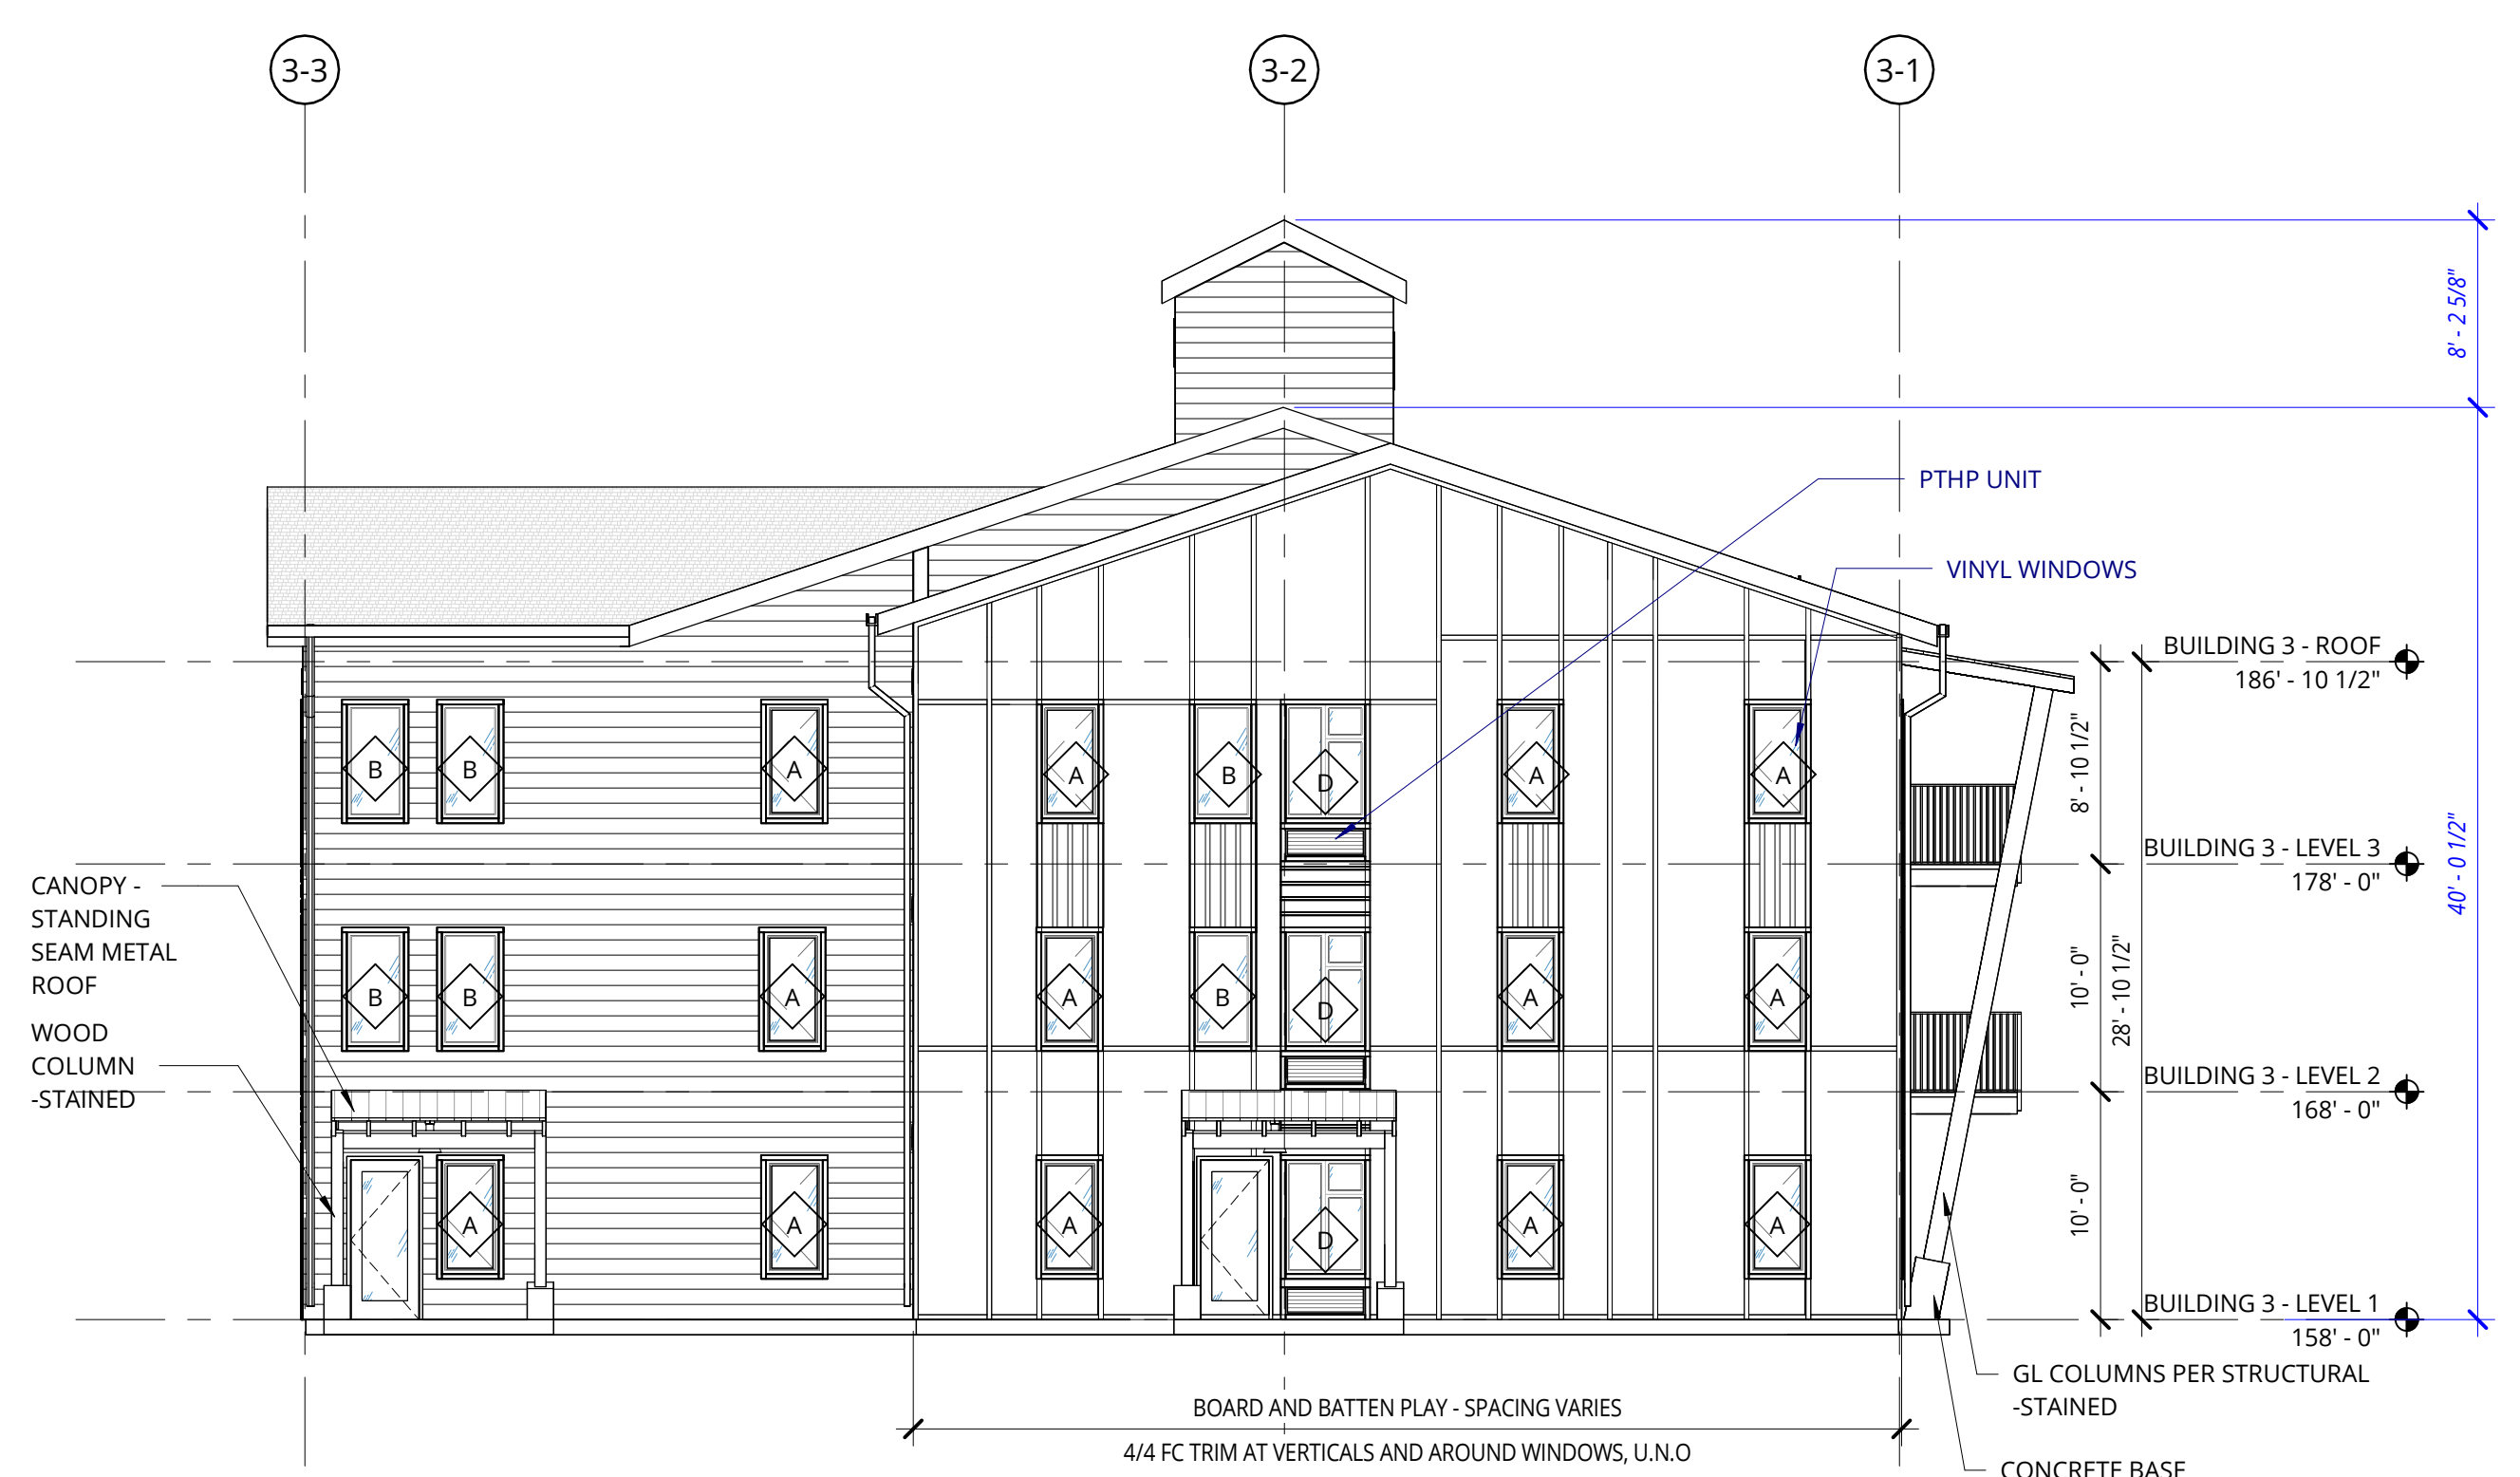 3-3
3-2
3-1
8' - 2 5/8"
PTHP UNIT
VINYL WINDOWS
BUILDING 3 - ROOF
186' - 10 1/2"
8' - 10 1/2"
B
B
A
A
B
D
A
A
40' - 0 1/2"
BUILDING 3 - LEVEL 3
178' - 0"
CANOPY -
STANDING
SEAM METAL
ROOF
10' - 0"
28' - 10 1/2"
B
B
A
A
B
D
A
A
WOOD
COLUMN
-STAINED
BUILDING 3 - LEVEL 2
168' - 0"
10' - 0"
A
A
A
D
A
A
BUILDING 3 - LEVEL 1
158' - 0"
GL COLUMNS PER STRUCTURAL
-STAINED
BOARD AND BATTEN PLAY - SPACING VARIES
4/4 FC TRIM AT VERTICALS AND AROUND WINDOWS, U.N.O
CONCRETE BASE